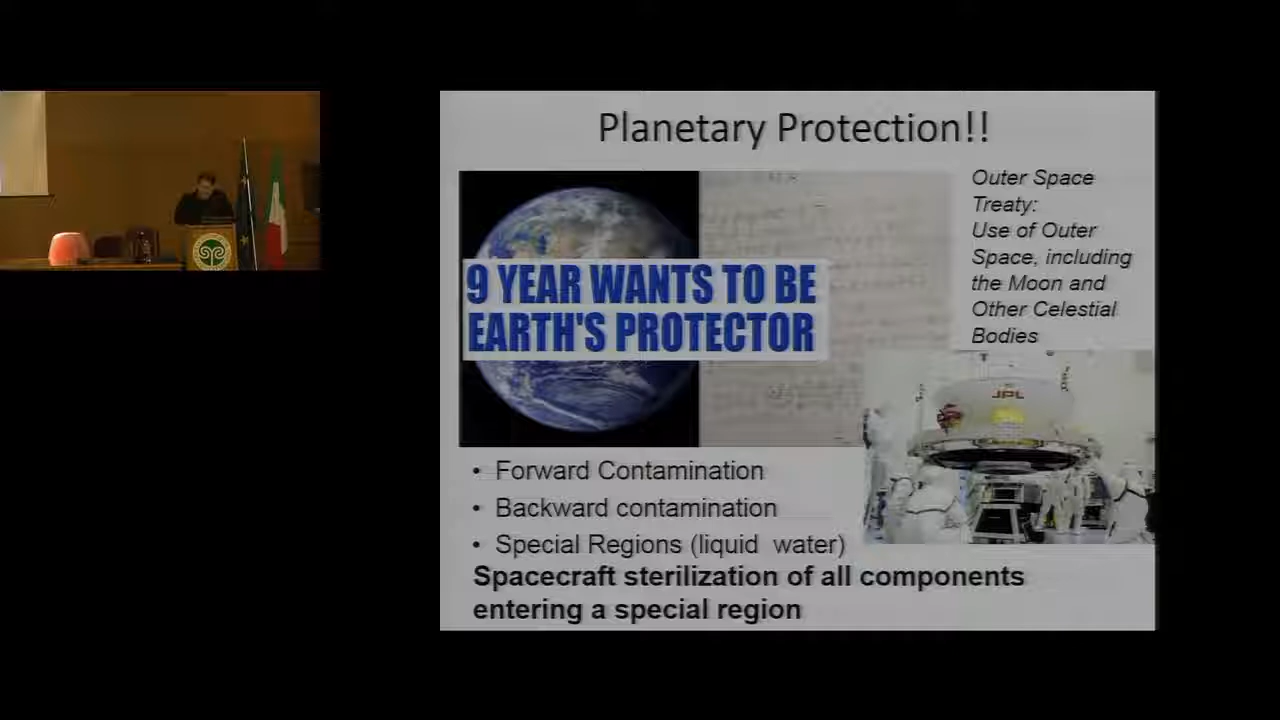 Planetary Protection!!
Outer Space
Treaty:
Use of Outer
Space, including
the Moon and
Other Celestial
Bodies
9 YEAR WANTS TO BE
EARTH'S PROTECTOR
JPL
• Forward Contamination
• Backward contamination
• Special Regions (liquid water)
Spacecraft sterilization of all components
entering a special region